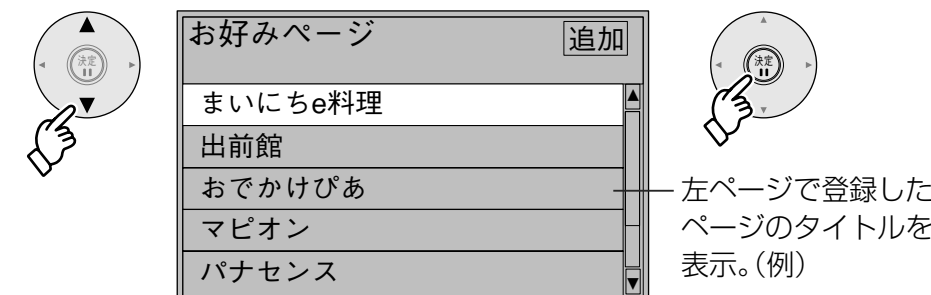 決定
お好みページ
追加
まいにちe料理
出前館
おでかけぴあ
マピオン
パナセンス
決定
左ページで登録した
ページのタイトルを
表示。(例)